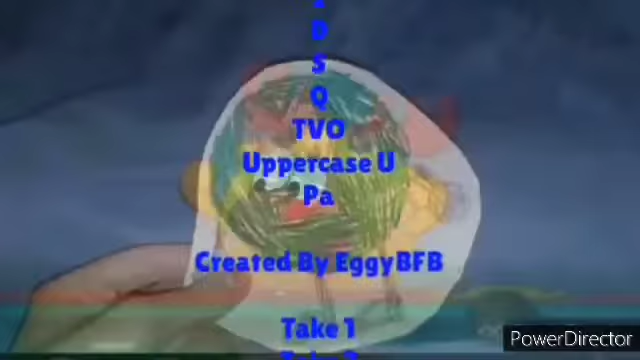 D
S
Q
TVO
Uppercase U
Pa
Created By EggyBFB
Take 1
PowerDirector